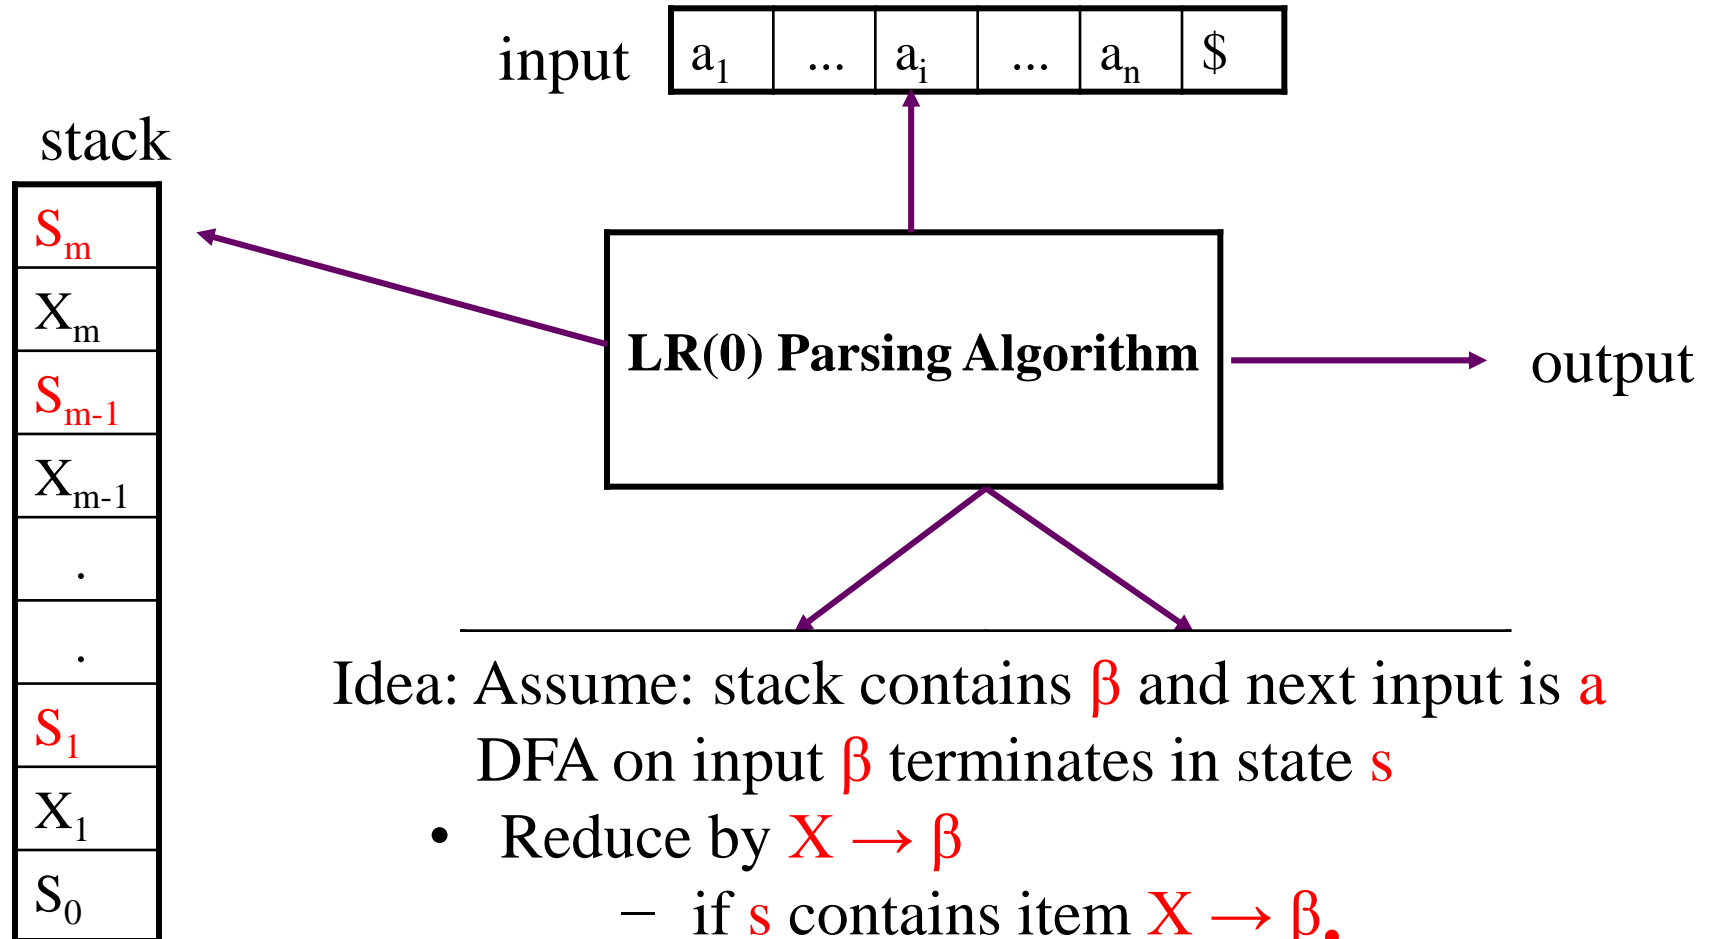 input a₁ ... aᵢ ... aₙ $
stack
Sₘ
Xₘ
Sₘ₋₁
Xₘ₋₁
.
.
S₁
X₁
S₀
LR(0) Parsing Algorithm
output
Idea: Assume: stack contains β and next input is a
DFA on input β terminates in state s
• Reduce by X → β
– if s contains item X → β.